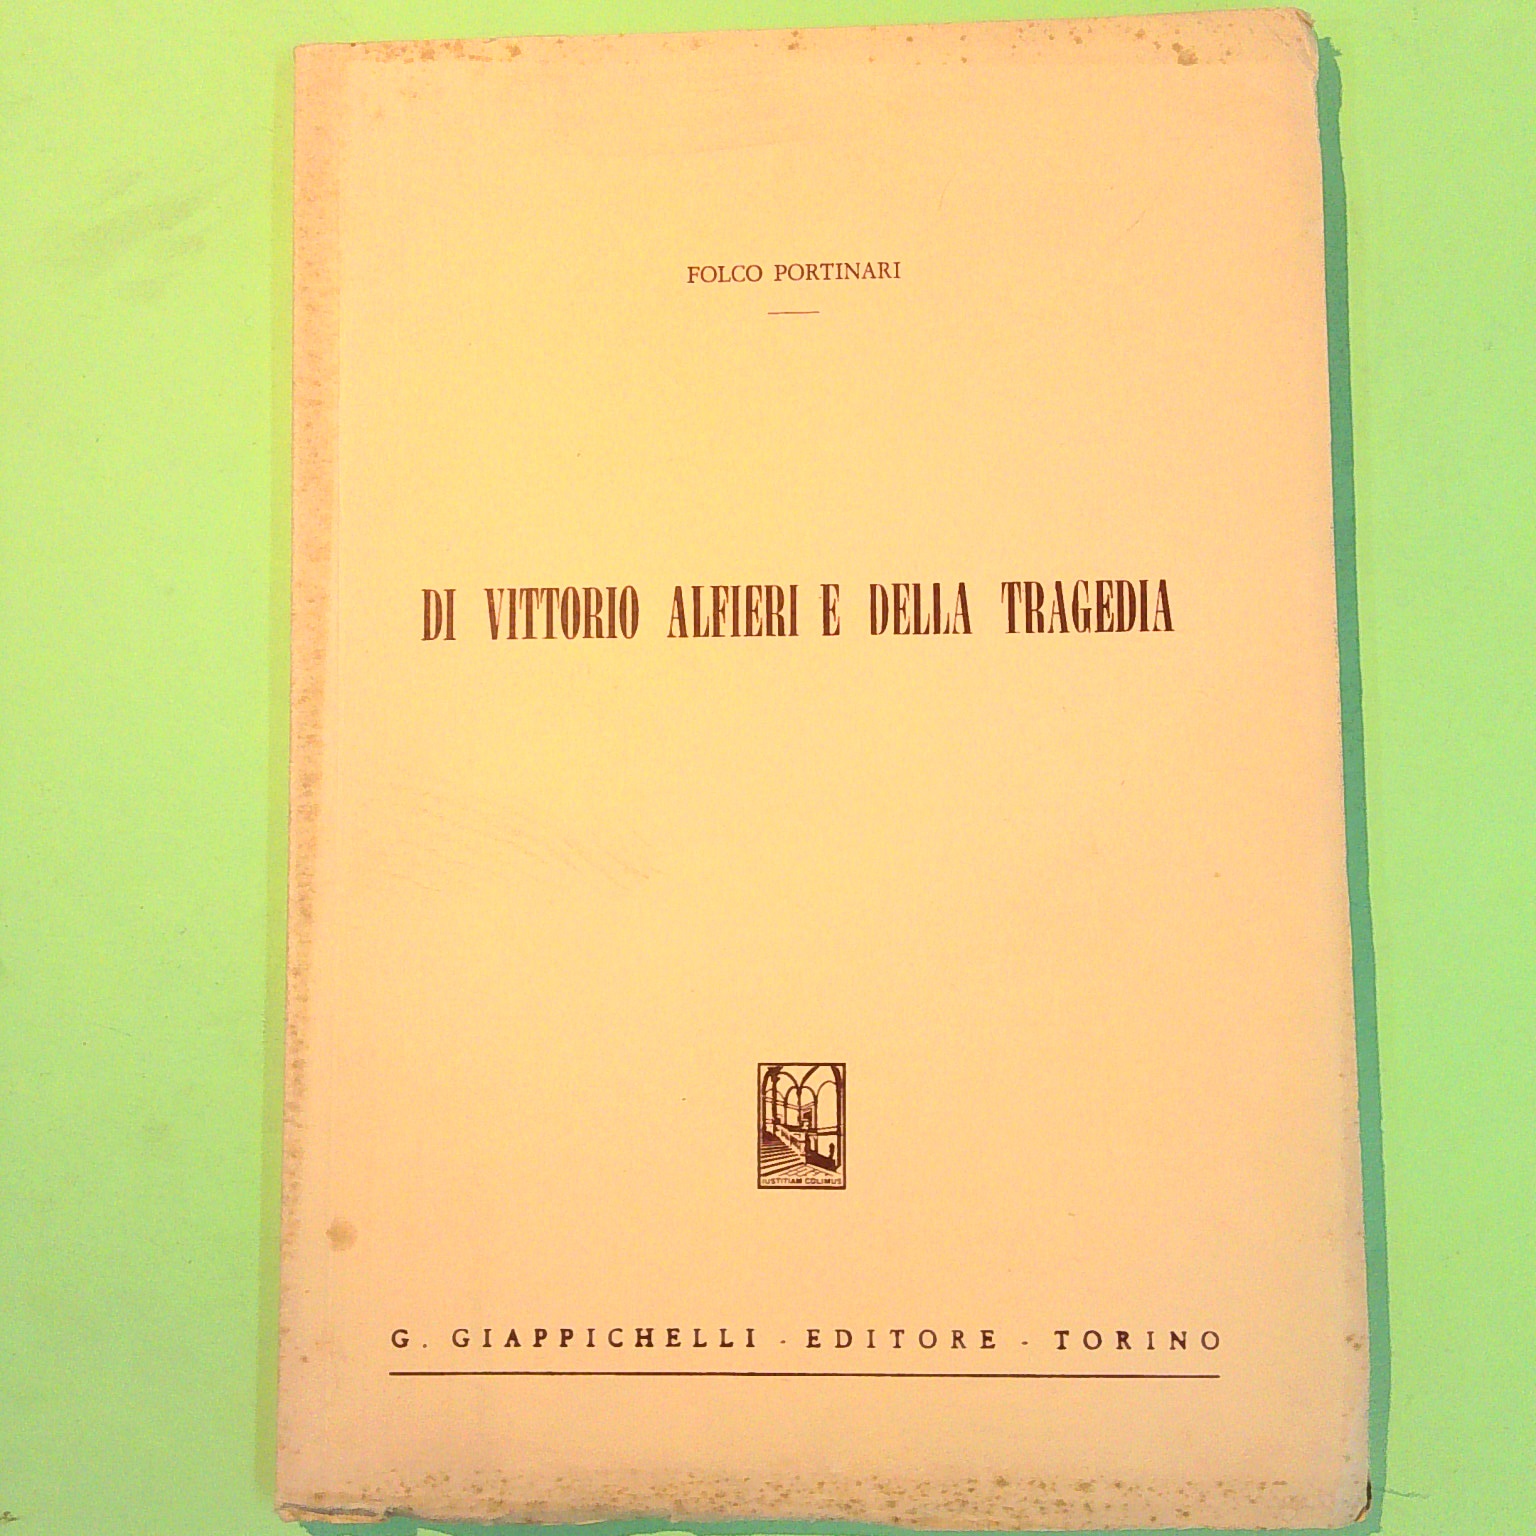 FOLCO PORTINARI
DI VITTORIO ALFIERI E DELLA TRAGEDIA
IUSTITIAM COLIMUS
G. GIAPPICHELLI - EDITORE - TORINO